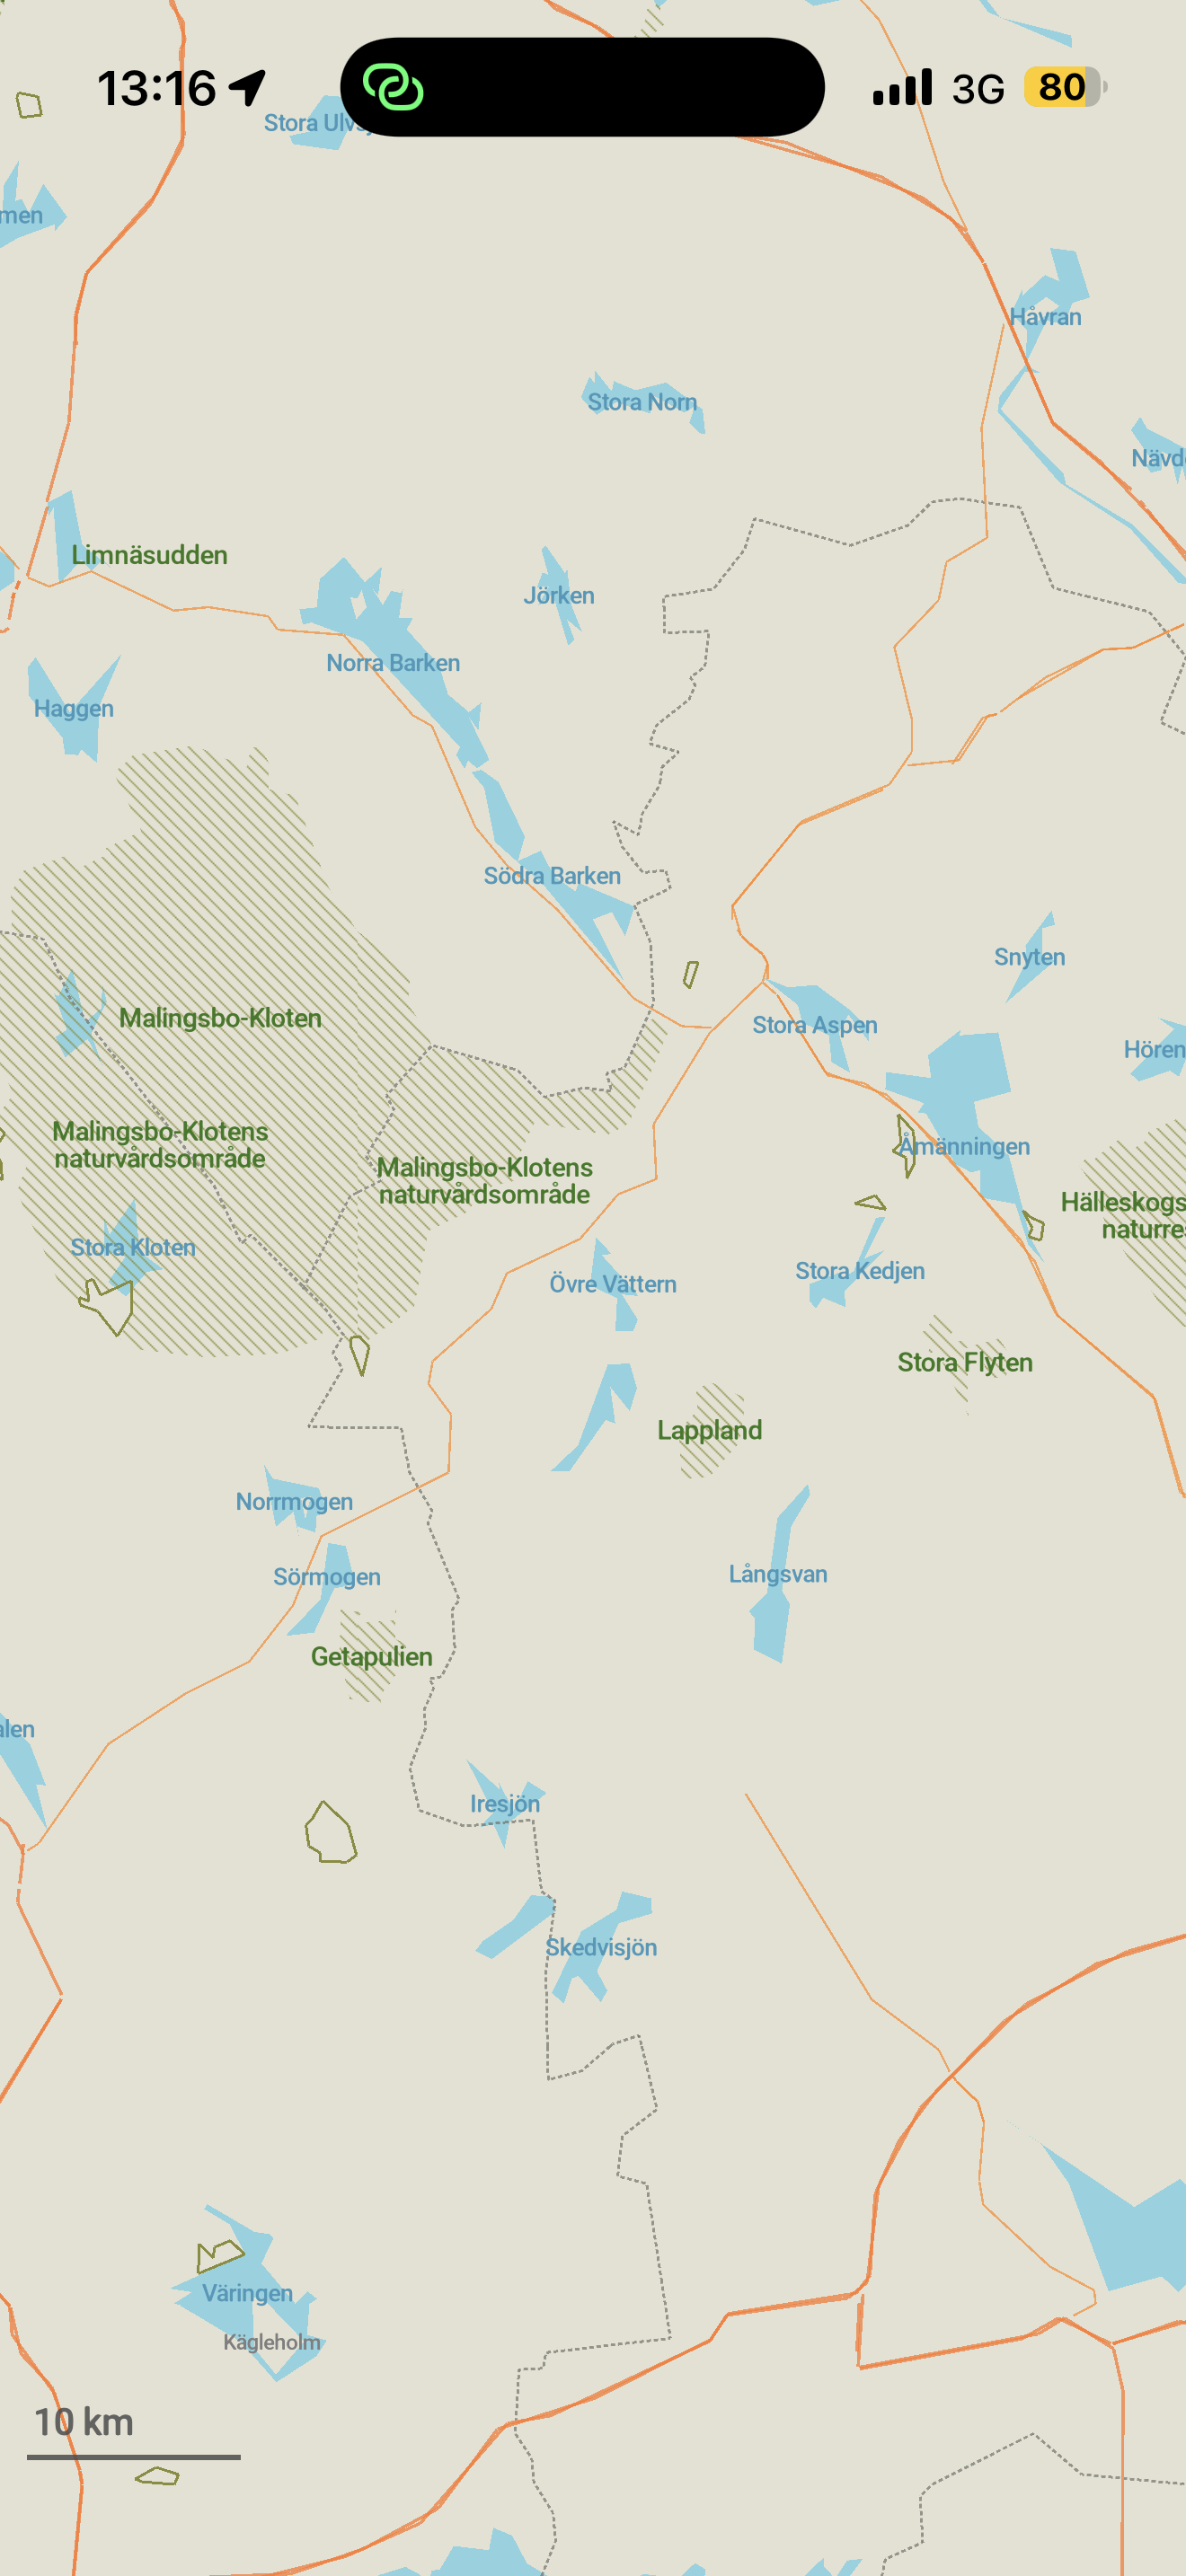 13:16
3G
80
Stora
Håvran
Stora Norn
Limnäsudden
Jörken
Norra Barken
Haggen
Södra Barken
Snyten
Malingsbo-Kloten
Stora Aspen
Malingsbo-Klotens
naturvårdsområde
Åmänningen
Malingsbo-Klotens
naturvårdsområde
Stora Kloten
Stora Kedjen
Övre Vättern
Stora Flyten
Lappland
Norrmogen
Långsvan
Sörmogen
Getapulien
Iresjön
Skedvisjön
Väringen
Kägleholm
10 km